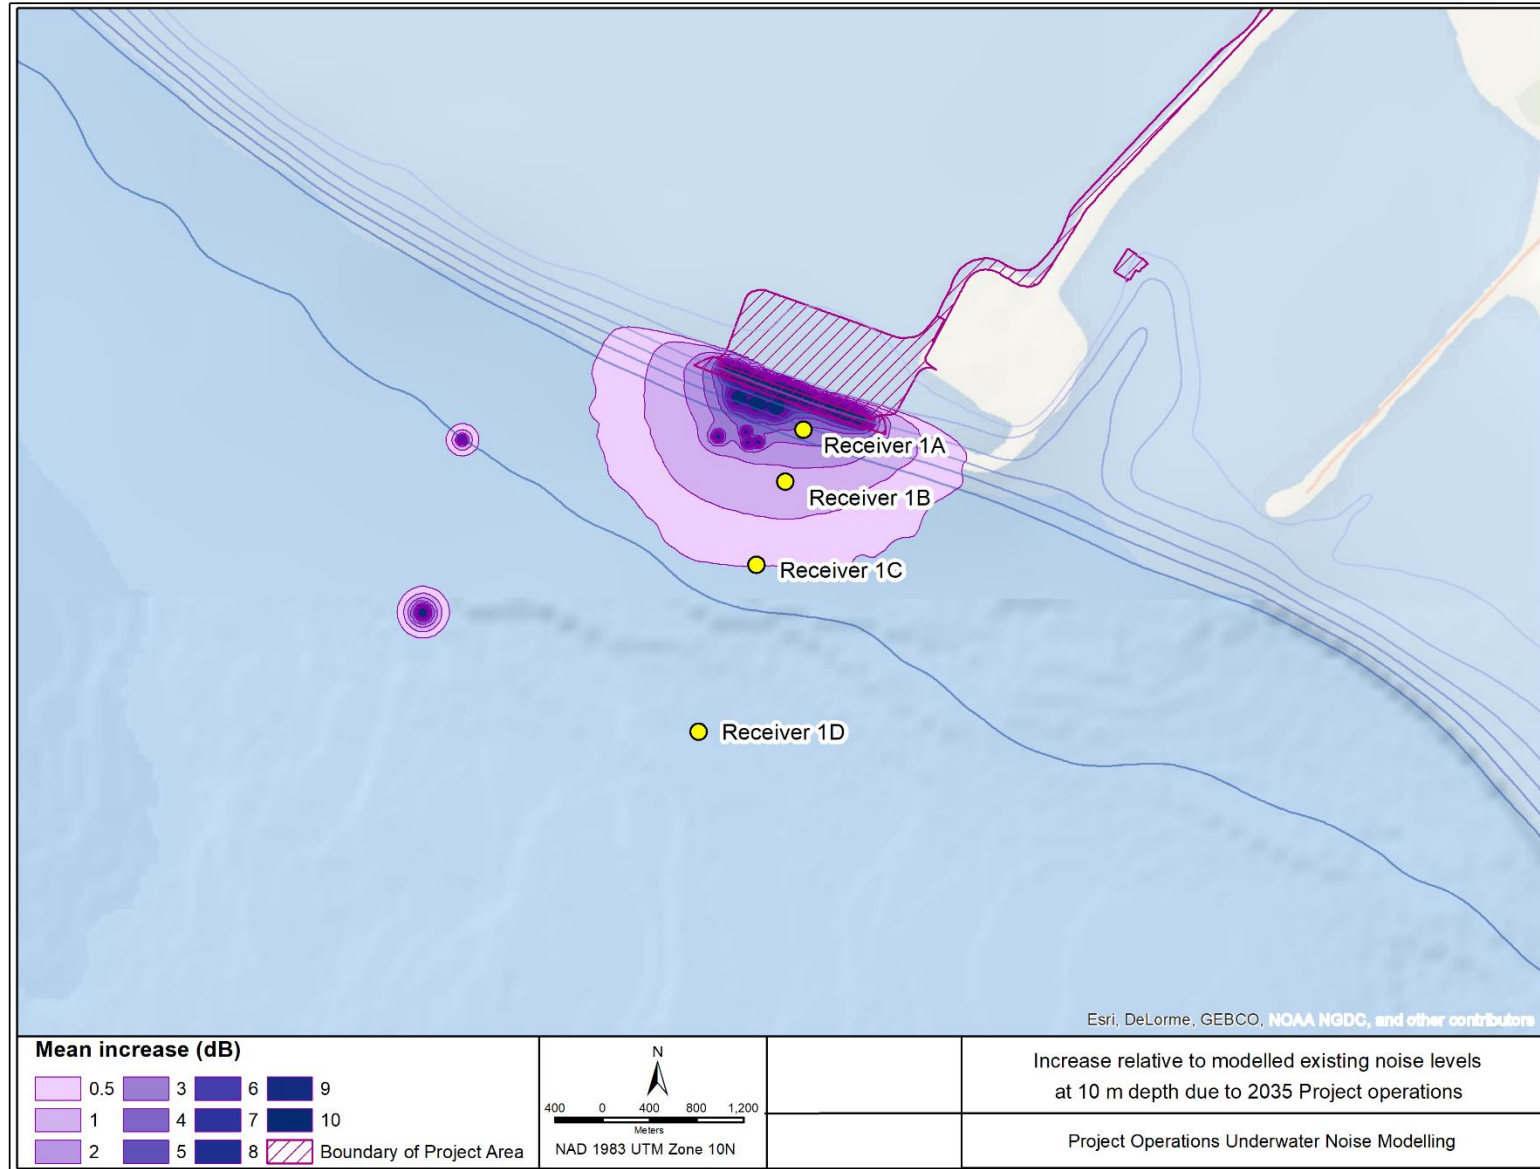 Receiver 1A
Receiver 1B
Receiver 1C
Receiver 1D
Esri, DeLorme, GEBCO, NOAA NGDC, and other contributors
Mean increase (dB)
0.5 3 6 9
1 4 7 10
2 5 8 Boundary of Project Area
N
400 0 400 800 1,200
Meters
NAD 1983 UTM Zone 10N
Increase relative to modelled existing noise levels
at 10 m depth due to 2035 Project operations
Project Operations Underwater Noise Modelling